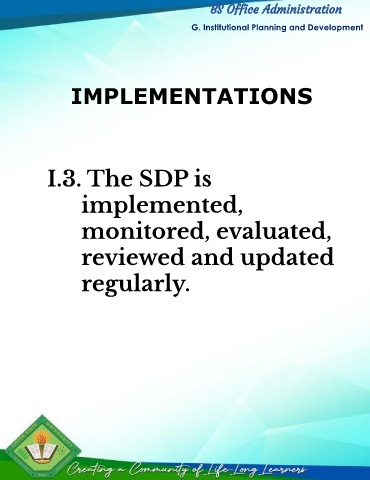 BS Office Administration
G. Institutional Planning and Development
IMPLEMENTATIONS
I.3. The SDP is
implemented,
monitored, evaluated,
reviewed and updated
regularly.
Creating a Community of Life-Long Learners